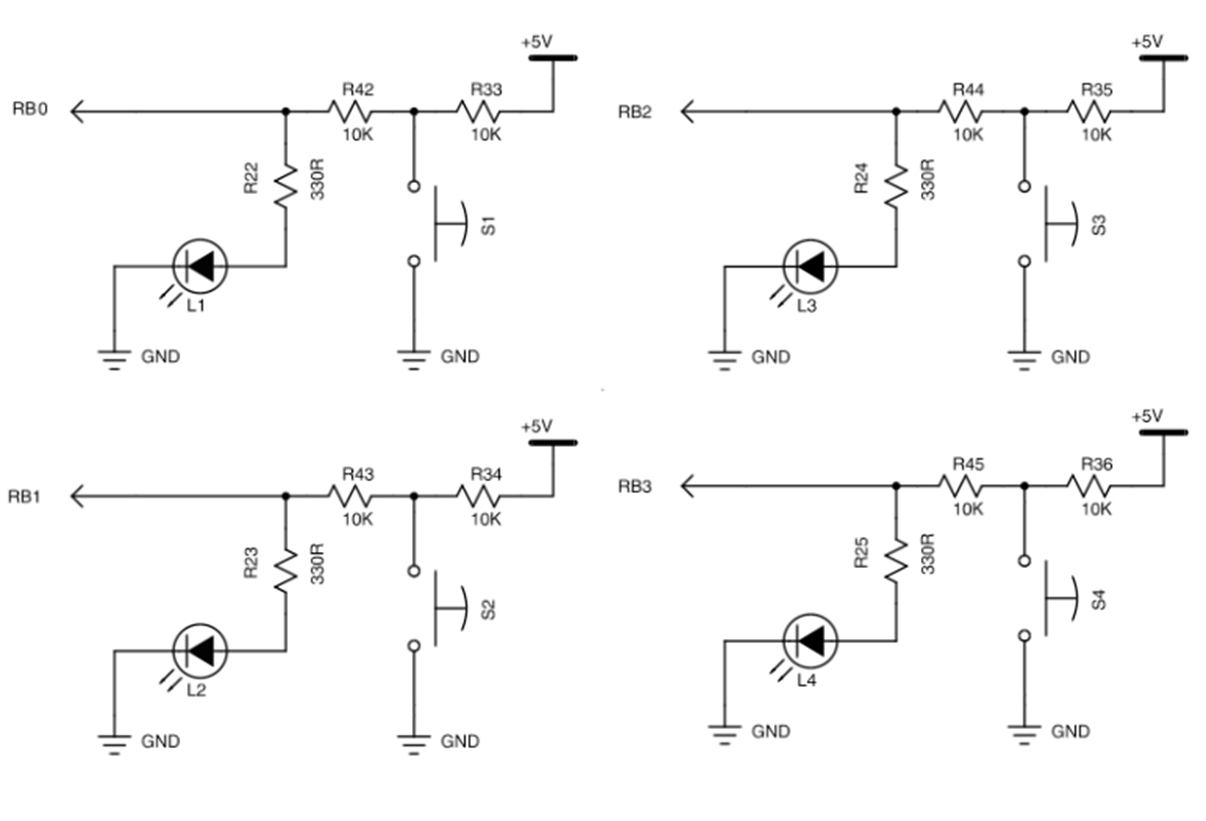 +5V
R42
R33
RB0
10K
10K
R22
330R
S1
L1
GND
GND
+5V
R44
R35
RB2
10K
10K
R24
330R
S3
L3
GND
GND
+5V
R43
R34
RB1
10K
10K
R23
330R
S2
L2
GND
GND
+5V
R45
R36
RB3
10K
10K
R25
330R
S4
L4
GND
GND